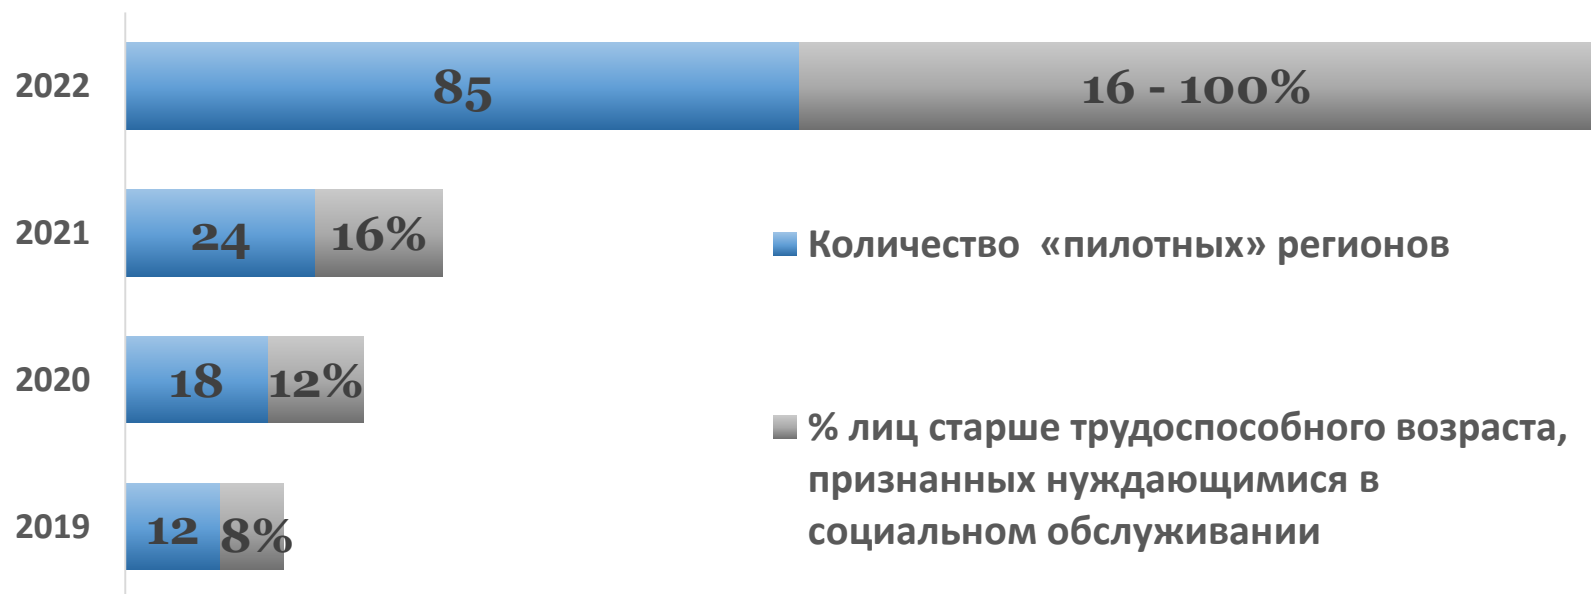 2022
85
16 - 100%
2021
24
16%
Количество «пилотных» регионов
2020
18
12%
% лиц старше трудоспособного возраста,
признанных нуждающимися в
социальном обслуживании
2019
12
8%